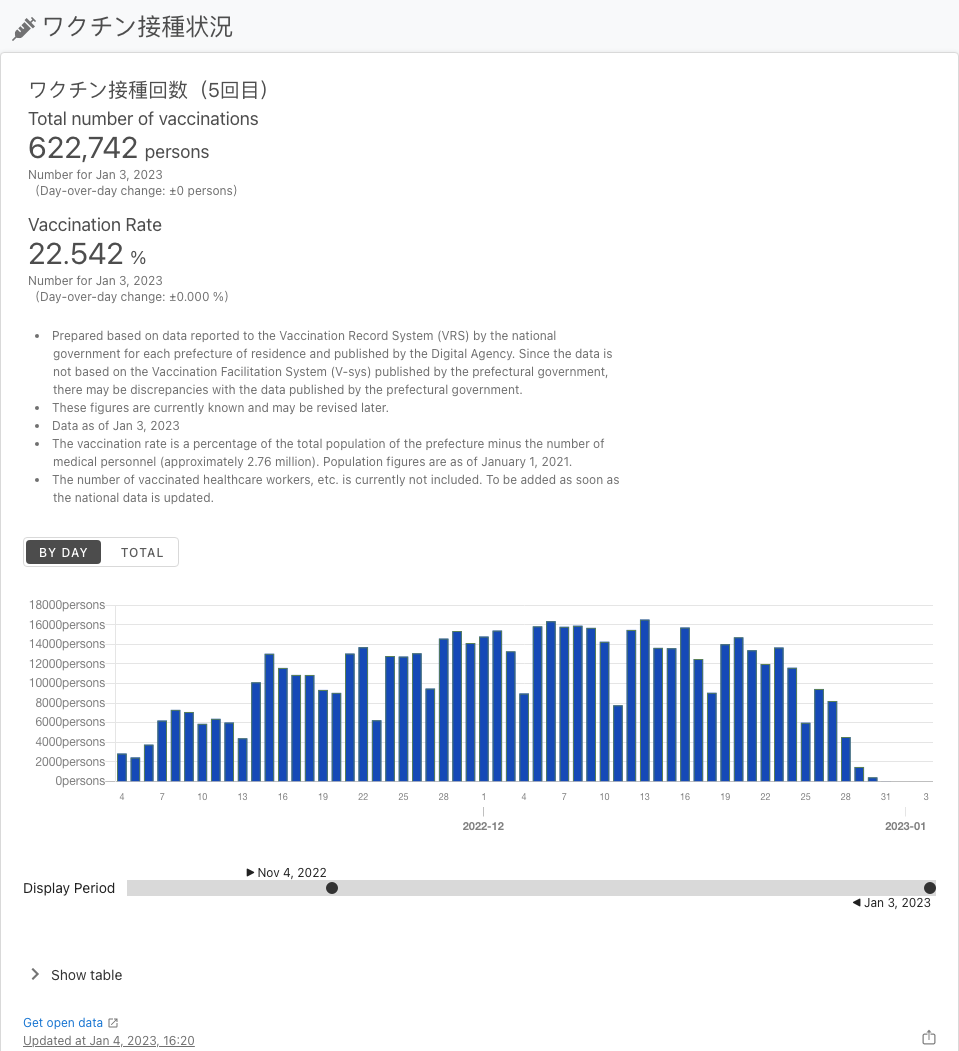 ワクチン接種状況
ワクチン接種回数（5回目）
Total number of vaccinations
622,742 persons
Number for Jan 3, 2023
(Day-over-day change: ±0 persons)
Vaccination Rate
22.542 %
Number for Jan 3, 2023
(Day-over-day change: ±0.000 %)
• Prepared based on data reported to the Vaccination Record System (VRS) by the national
government for each prefecture of residence and published by the Digital Agency. Since the data is
not based on the Vaccination Facilitation System (V-sys) published by the prefectural government,
there may be discrepancies with the data published by the prefectural government.
• These figures are currently known and may be revised later.
• Data as of Jan 3, 2023
• The vaccination rate is a percentage of the total population of the prefecture minus the number of
medical personnel (approximately 2.76 million). Population figures are as of January 1, 2021.
• The number of vaccinated healthcare workers, etc. is currently not included. To be added as soon as
the national data is updated.
BY DAY TOTAL
18000persons
16000persons
14000persons
12000persons
10000persons
8000persons
6000persons
4000persons
2000persons
0persons
4 7 10 13 16 19 22 25 28 1 4 7 10 13 16 19 22 25 28 31 3
2022-12 2023-01
Nov 4, 2022
Display Period
Jan 3, 2023
Show table
Get open data
Updated at Jan 4, 2023, 16:20